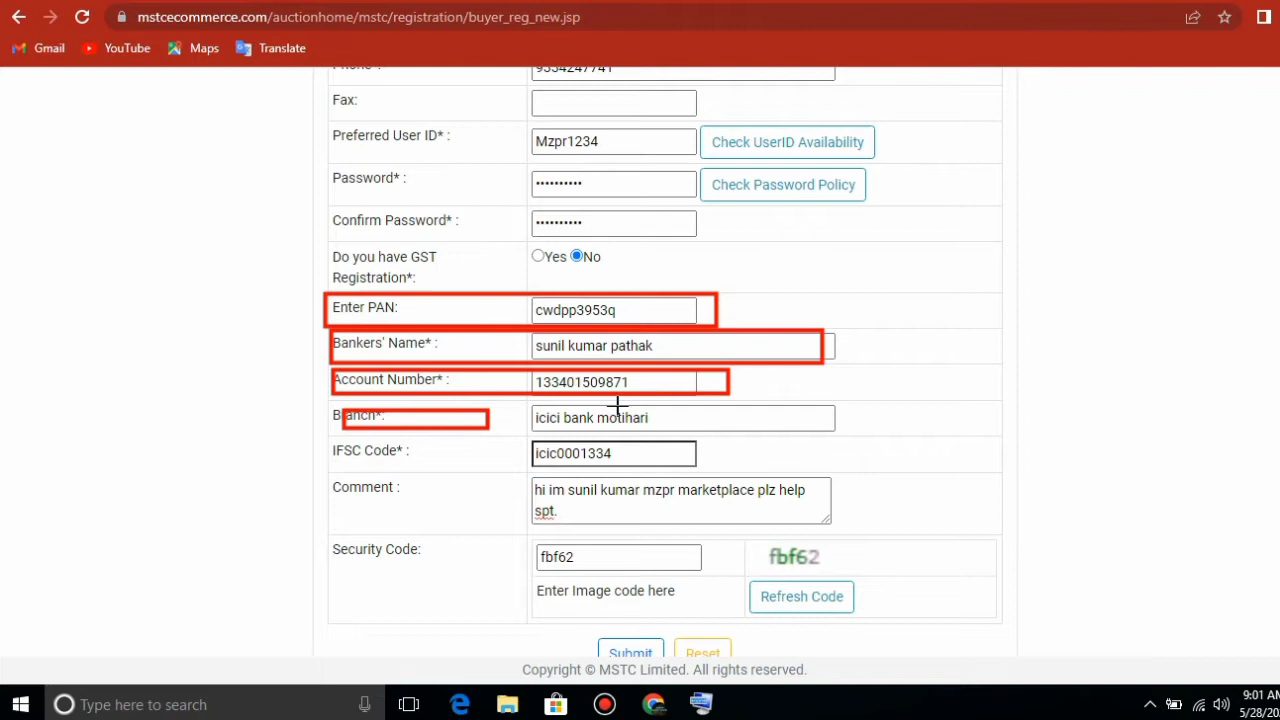 mstcecommerce.com/auctionhome/mstc/registration/buyer_reg_new.jsp
Gmail YouTube Maps Translate
Fax:
Preferred User ID* : Mzpr1234 Check UserID Availability
Password* : •••••••••• Check Password Policy
Confirm Password* : ••••••••••
Do you have GST Yes No
Registration*:
Enter PAN: cwdpp3953q
Bankers' Name* : sunil kumar pathak
Account Number* : 133401509871
Branch*: icici bank motihari
IFSC Code* : icic0001334
Comment : hi im sunil kumar mzpr marketplace plz help
spt.
Security Code: fbf62 fbf62
Enter Image code here Refresh Code
Submit Reset
Copyright © MSTC Limited. All rights reserved.
Type here to search 9:01 AM